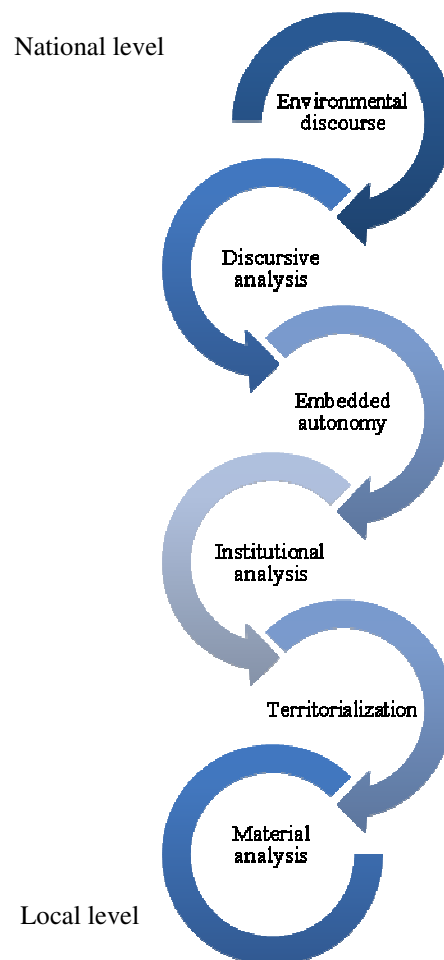 National level
Environmental
discourse
Discursive
analysis
Embedded
autonomy
Institutional
analysis
Territorialization
Material
analysis
Local level